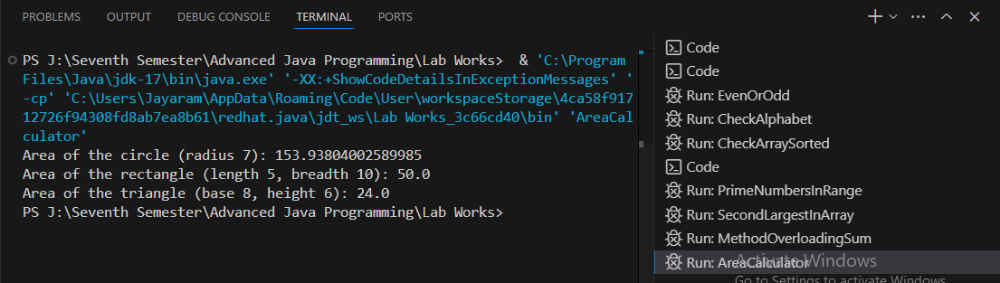 PROBLEMS OUTPUT DEBUG CONSOLE TERMINAL PORTS
PS J:\Seventh Semester\Advanced Java Programming\Lab Works>  & 'C:\Program
Files\Java\jdk-17\bin\java.exe' '-XX:+ShowCodeDetailsInExceptionMessages' '
-cp' 'C:\Users\Jayaram\AppData\Roaming\Code\User\workspaceStorage\4ca58f917
12726f94308fd8ab7ea8b61\redhat.java\jdt_ws\Lab Works_3c66cd40\bin' 'AreaCal
culator'
Area of the circle (radius 7): 153.93804002589985
Area of the rectangle (length 5, breadth 10): 50.0
Area of the triangle (base 8, height 6): 24.0
PS J:\Seventh Semester\Advanced Java Programming\Lab Works>
Code
Code
Run: EvenOrOdd
Run: CheckAlphabet
Run: CheckArraySorted
Code
Run: PrimeNumbersInRange
Run: SecondLargestInArray
Run: MethodOverloadingSum
Run: AreaCalculator
Activate Windows
Go to Settings to activate Windows.